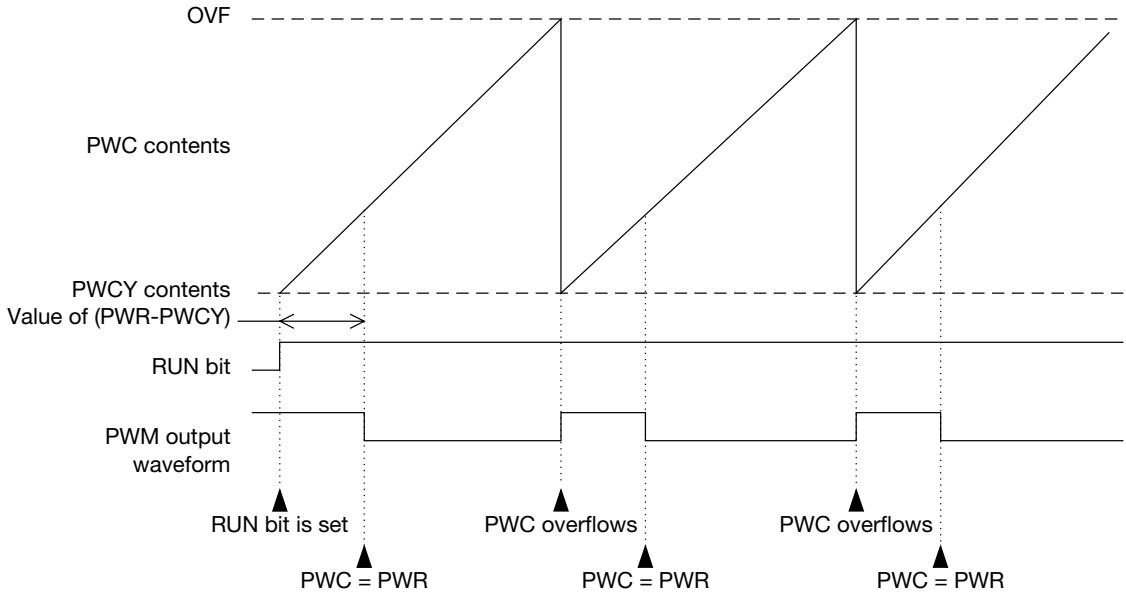 OVF
PWC contents
PWCY contents
Value of (PWR-PWCY)
RUN bit
PWM output
waveform
RUN bit is set
PWC overflows
PWC overflows
PWC = PWR
PWC = PWR
PWC = PWR